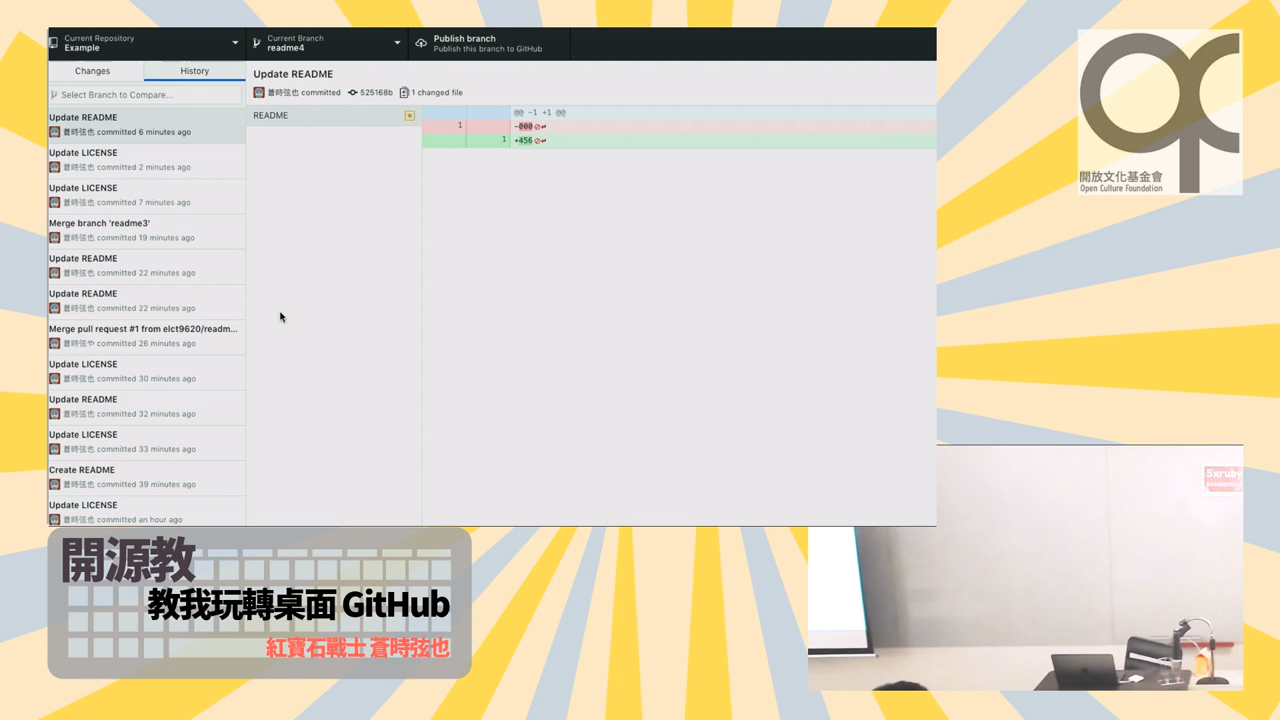 Current Repository
Example
Current Branch
readme4
Publish branch
Publish this branch to GitHub
Changes
History
Select Branch to Compare...
Update README
蒼時弦也 committed 6 minutes ago
Update LICENSE
蒼時弦也 committed 2 minutes ago
Update LICENSE
蒼時弦也 committed 7 minutes ago
Merge branch 'readme3'
蒼時弦也 committed 19 minutes ago
Update README
蒼時弦也 committed 22 minutes ago
Update README
蒼時弦也 committed 22 minutes ago
Merge pull request #1 from elct9620/readm...
蒼時弦や committed 26 minutes ago
Update LICENSE
蒼時弦也 committed 30 minutes ago
Update README
蒼時弦也 committed 32 minutes ago
Update LICENSE
蒼時弦也 committed 33 minutes ago
Create README
蒼時弦也 committed 39 minutes ago
Update LICENSE
蒼時弦也 committed an hour ago
Update README
蒼時弦也 committed 525168b 1 changed file
README
@@ -1 +1 @@
1 -000
1 +456
開放文化基金會
Open Culture Foundation
5xruby
開源教
教我玩轉桌面 GitHub
紅寶石戰士 蒼時弦也